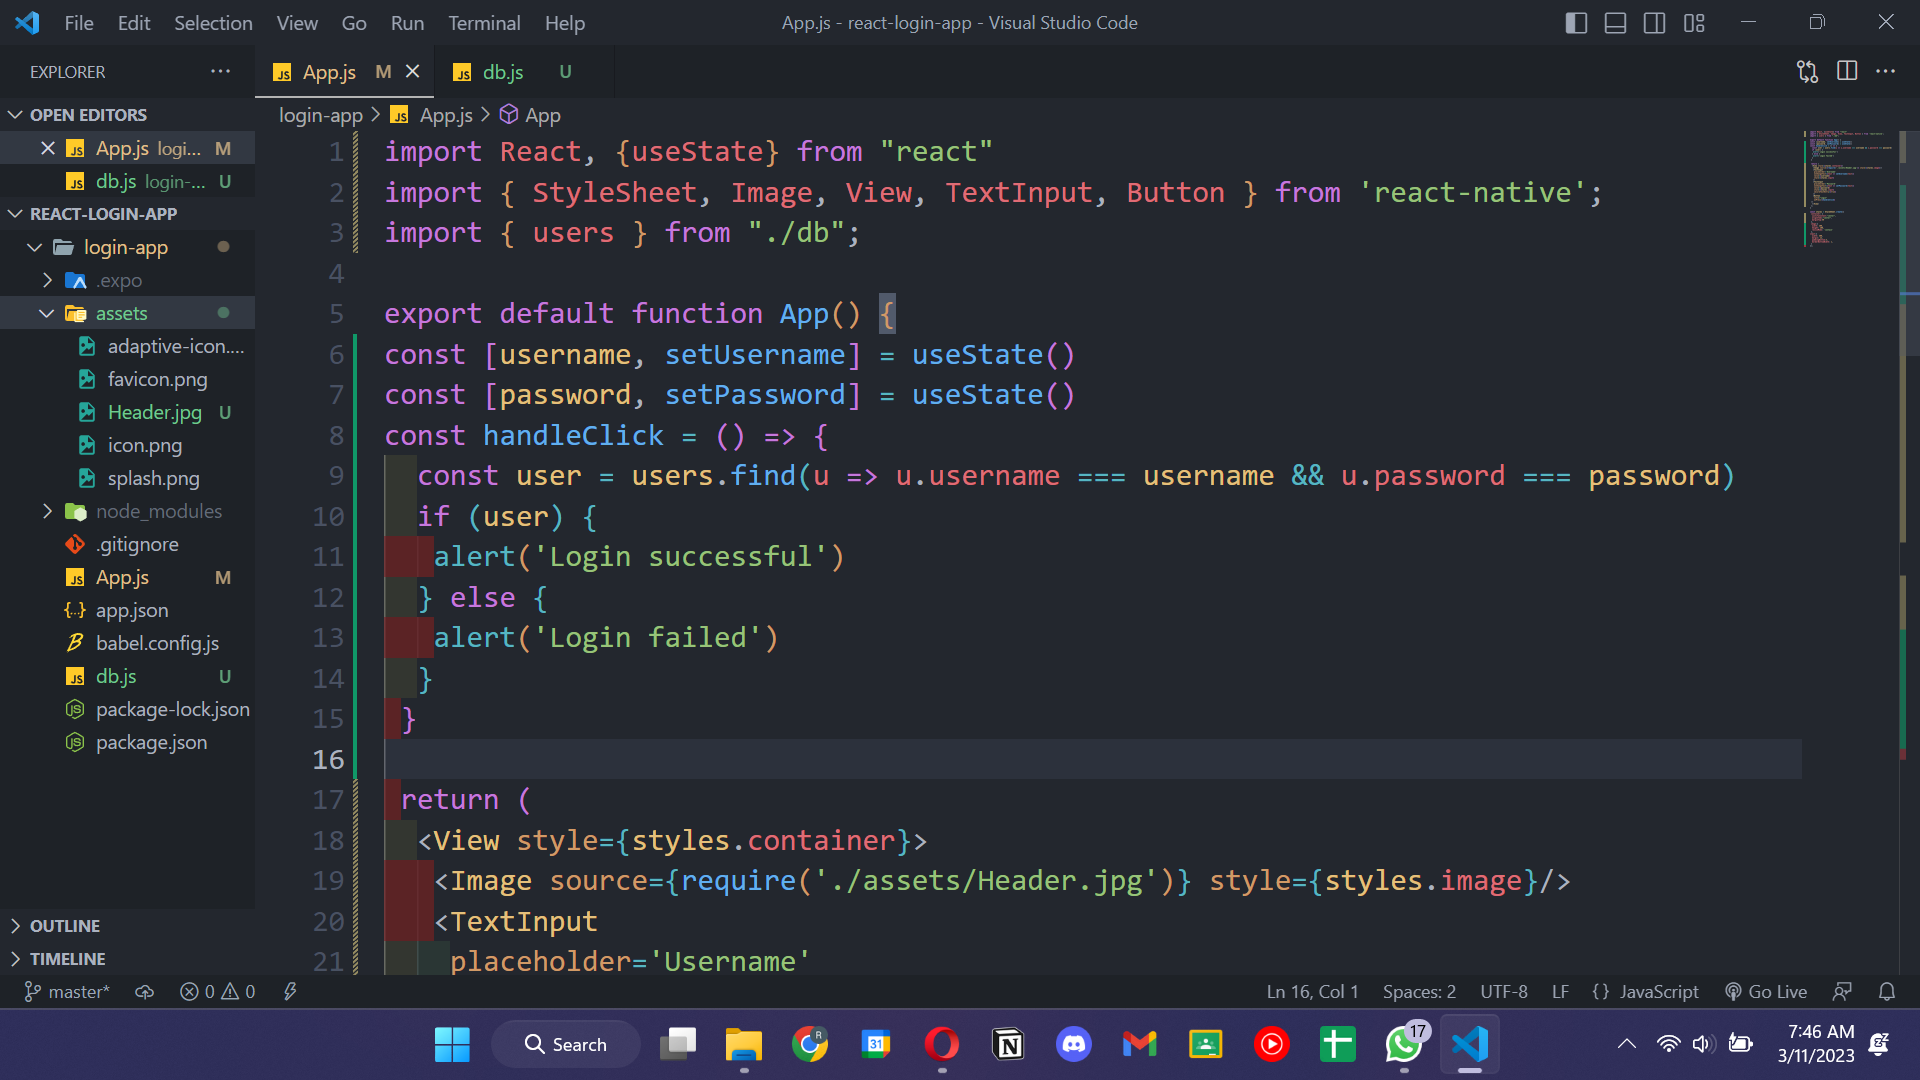 File Edit Selection View Go Run Terminal Help
App.js - react-login-app - Visual Studio Code
EXPLORER
App.js M
db.js U
OPEN EDITORS
App.js logi... M
db.js login-... U
REACT-LOGIN-APP
login-app
.expo
assets
adaptive-icon....
favicon.png
Header.jpg U
icon.png
splash.png
node_modules
.gitignore
App.js M
app.json
babel.config.js
db.js U
package-lock.json
package.json
OUTLINE
TIMELINE
login-app > App.js > App
1 import React, {useState} from "react"
2 import { StyleSheet, Image, View, TextInput, Button } from 'react-native';
3 import { users } from "./db";
4
5 export default function App() {
6 const [username, setUsername] = useState()
7 const [password, setPassword] = useState()
8 const handleClick = () => {
9 const user = users.find(u => u.username === username && u.password === password)
10 if (user) {
11 alert('Login successful')
12 } else {
13 alert('Login failed')
14 }
15 }
16
17 return (
18 <View style={styles.container}>
19 <Image source={require('./assets/Header.jpg')} style={styles.image}/>
20 <TextInput
21 placeholder='Username'
master* 0 0
Ln 16, Col 1 Spaces: 2 UTF-8 LF {} JavaScript Go Live
Search
31
R
17
7:46 AM
3/11/2023